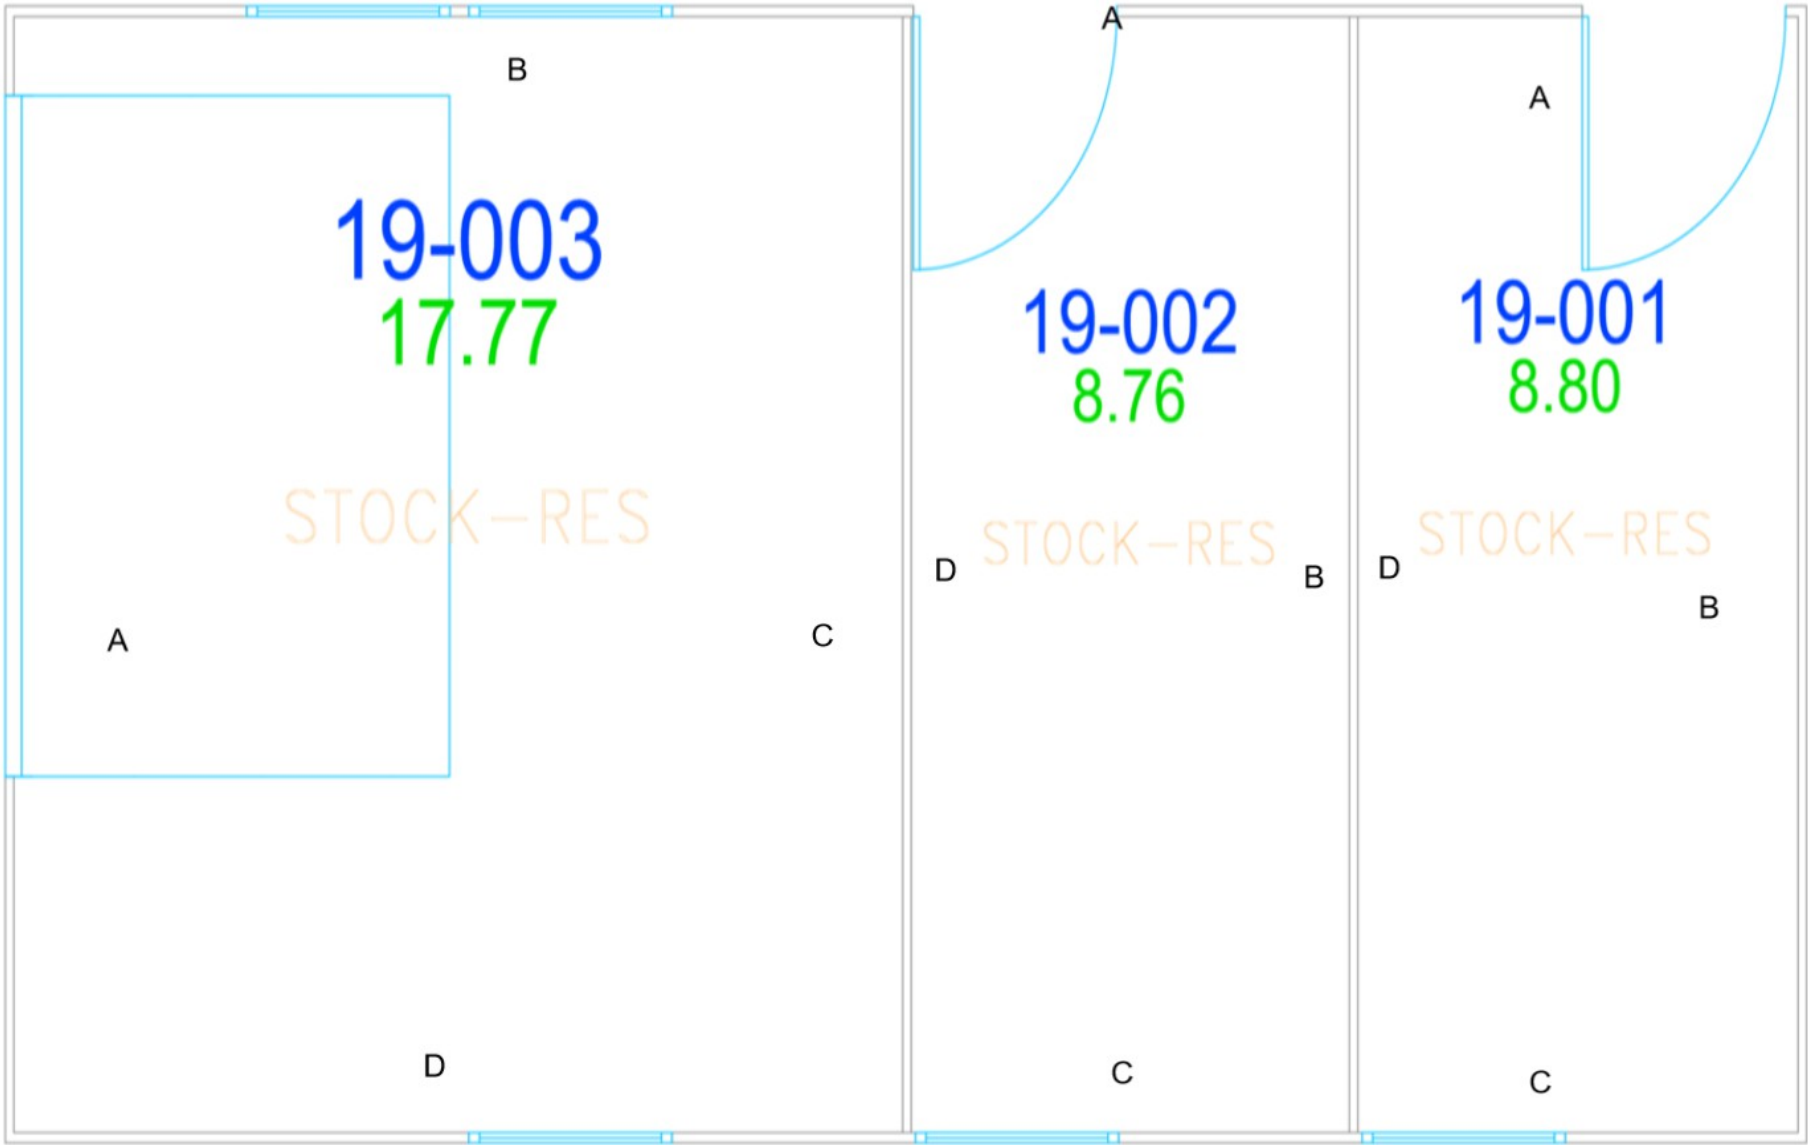 A
B
A
19-003
17.77
19-002
8.76
19-001
8.80
STOCK-RES
STOCK-RES
STOCK-RES
D
B
D
B
A
C
D
C
C